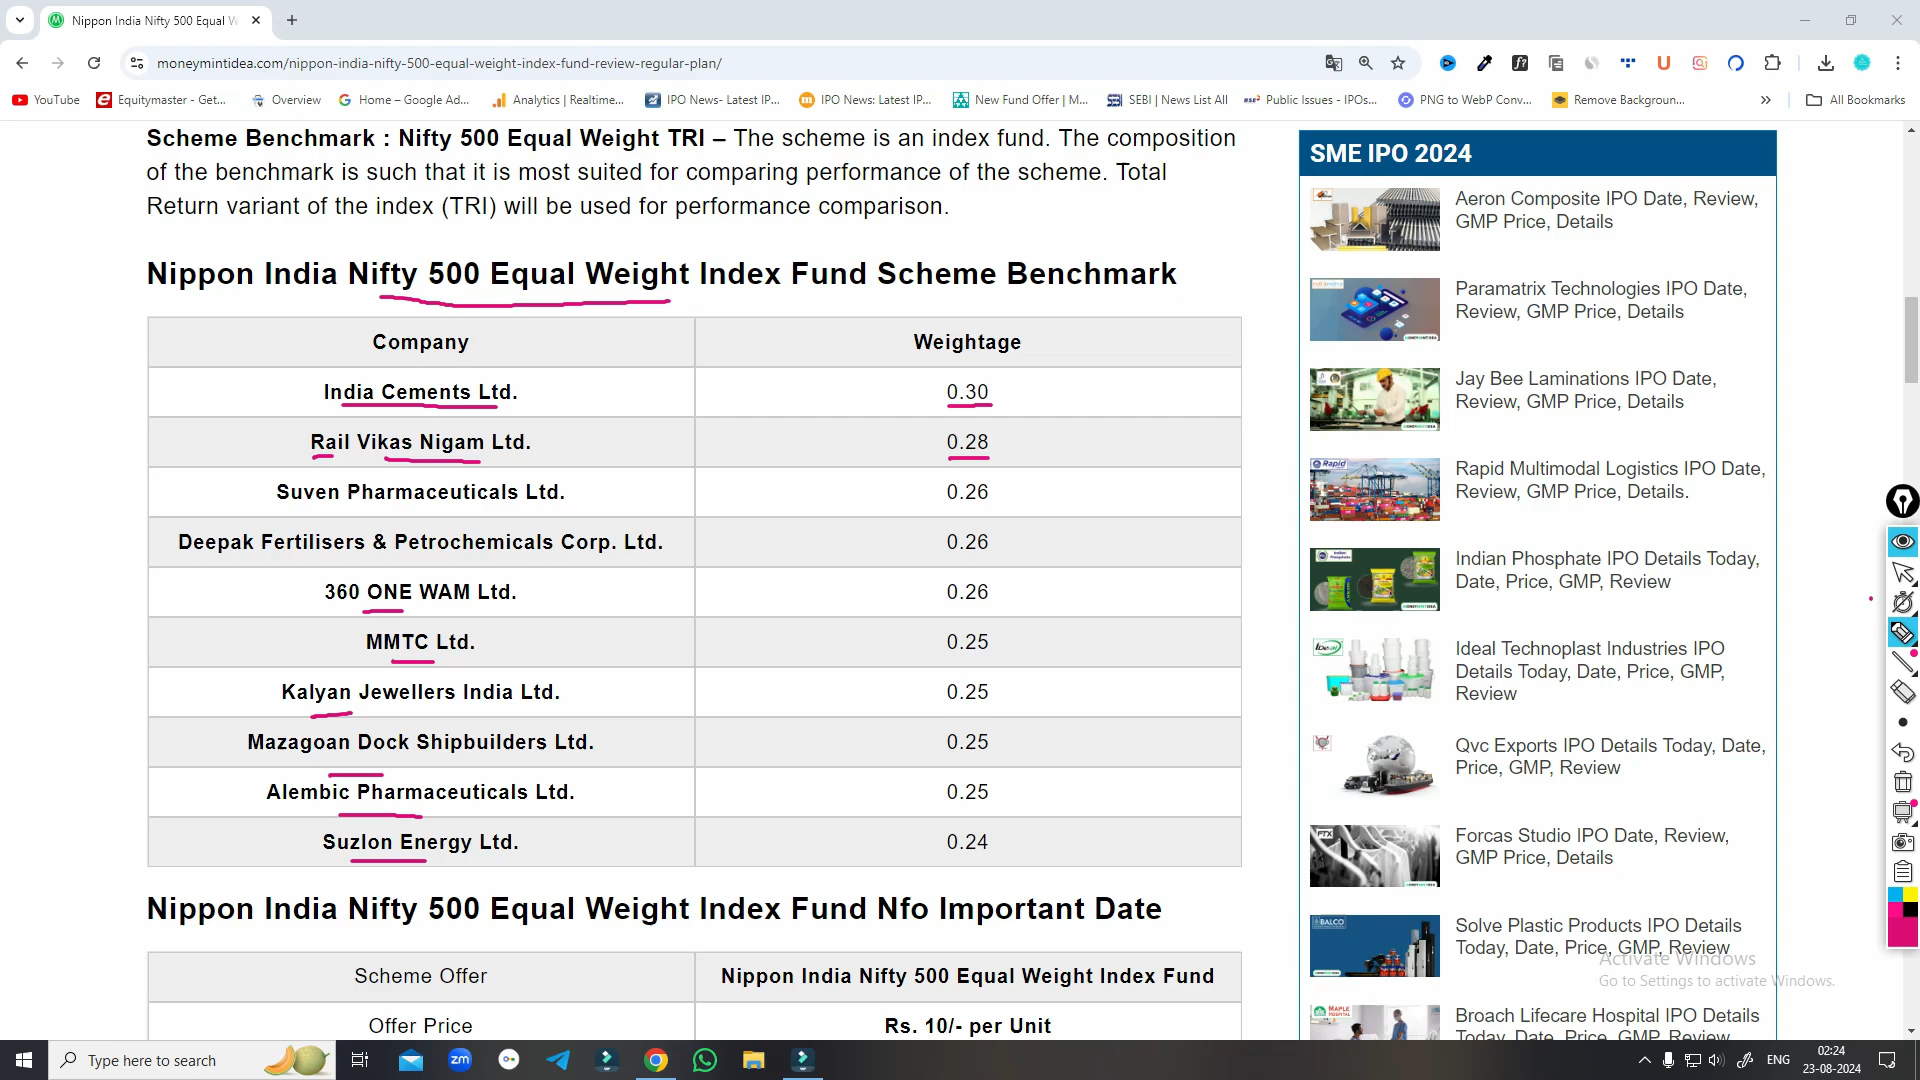 Nippon India Nifty 500 Equal W
moneymintidea.com/nippon-india-nifty-500-equal-weight-index-fund-review-regular-plan/
YouTube
Equitymaster - Get...
Overview
Home – Google Ad...
Analytics | Realtime...
IPO News- Latest IP...
IPO News: Latest IP...
New Fund Offer | M...
SEBI | News List All
Public Issues - IPOs...
PNG to WebP Conv...
Remove Backgroun...
All Bookmarks
Scheme Benchmark : Nifty 500 Equal Weight TRI – The scheme is an index fund. The composition
of the benchmark is such that it is most suited for comparing performance of the scheme. Total
Return variant of the index (TRI) will be used for performance comparison.
Nippon India Nifty 500 Equal Weight Index Fund Scheme Benchmark
Company Weightage
India Cements Ltd. 0.30
Rail Vikas Nigam Ltd. 0.28
Suven Pharmaceuticals Ltd. 0.26
Deepak Fertilisers & Petrochemicals Corp. Ltd. 0.26
360 ONE WAM Ltd. 0.26
MMTC Ltd. 0.25
Kalyan Jewellers India Ltd. 0.25
Mazagoan Dock Shipbuilders Ltd. 0.25
Alembic Pharmaceuticals Ltd. 0.25
Suzlon Energy Ltd. 0.24
Nippon India Nifty 500 Equal Weight Index Fund Nfo Important Date
Scheme Offer Nippon India Nifty 500 Equal Weight Index Fund
Offer Price Rs. 10/- per Unit
SME IPO 2024
Aeron Composite IPO Date, Review,
GMP Price, Details
Paramatrix Technologies IPO Date,
Review, GMP Price, Details
Jay Bee Laminations IPO Date,
Review, GMP Price, Details
Rapid
Rapid Multimodal Logistics IPO Date,
Review, GMP Price, Details.
Indian Phosphate IPO Details Today,
Date, Price, GMP, Review
Ideal Technoplast Industries IPO
Details Today, Date, Price, GMP,
Review
Qvc Exports IPO Details Today, Date,
Price, GMP, Review
FTX
Forcas Studio IPO Date, Review,
GMP Price, Details
BALCO
Solve Plastic Products IPO Details
Today, Date, Price, GMP, Review
MAPLE
HOSPITAL
Broach Lifecare Hospital IPO Details
Today, Date, Price, GMP, Review
Activate Windows
Go to Settings to activate Windows.
Type here to search
zm
ENG
02:24
23-08-2024